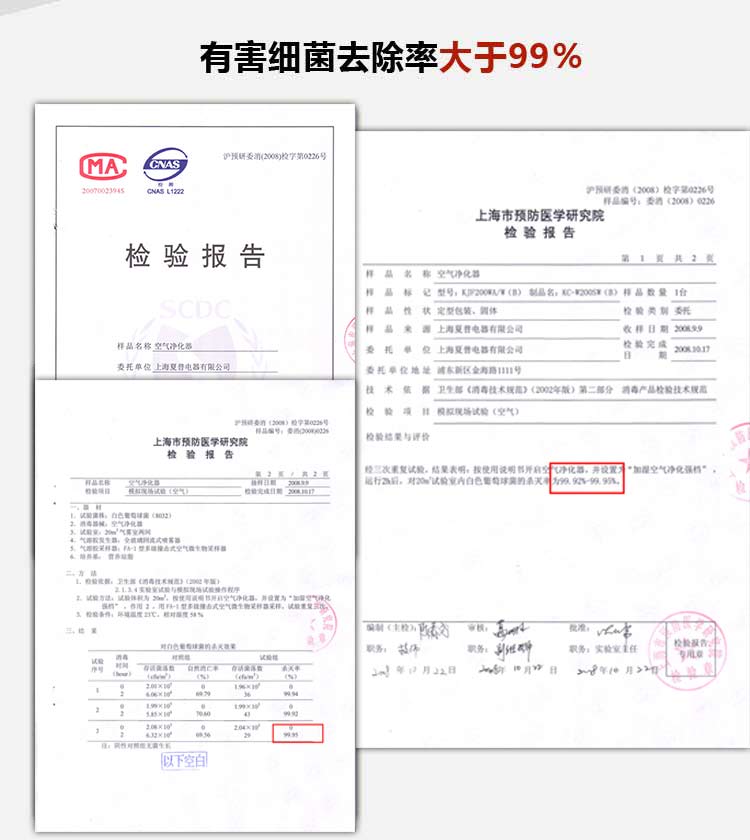 有害细菌去除率大于99%
MA
2007002394S
CNAS
检测
CNAS L1222
沪预研委消(2008)检字第0226号
检验报告
SCDC
样品名称 空气净化器
委托单位 上海夏普电器有限公司
沪预研委消（2008）检字第0226号
样品编号：委消（2008）0226
上海市预防医学研究院
检验报告
第 1 页 共 2 页
样品名称 空气净化器
样品标记 型号：KJF200WA/W（B） 制品名：KC-W200SW（B） 样品数量 1台
样品性状 定型包装、固体 检验类别 委托
样品来源 上海夏普电器有限公司 收样日期 2008.9.9
委托单位 上海夏普电器有限公司 检验完成日期 2008.10.17
委托单位地址 浦东新区金海路1111号
技术依据 卫生部《消毒技术规范》（2002年版）第二部分 消毒产品检验技术规范
检验项目 模拟现场试验（空气）
检验结果与评价
经三次重复试验，结果表明：按使用说明书开启空气净化器，并设置为“加湿空气净化强档”，
运行2h后，对20m³试验室内白色葡萄球菌的杀灭率为99.92%-99.95%。
编制（主检）： 审核： 批准：
职务：技师 职务： 职务：实验室主任
2008年10月22日 2008年10月22日 2008年10月22日
检验报告
专用章
沪预研委消(2008)检字第0226号
样品编号：委消(2008)0226
上海市预防医学研究院
检验报告
第 2 页 / 共 2 页
样品名称 空气净化器 抽样日期 2008.9.9
检验项目 模拟现场试验（空气） 检验完成日期 2008.10.17
一、器材
1、试验菌株：白色葡萄球菌（8032）
2、消毒器械：空气净化器
3、试验室：20m³气雾室两间
4、气溶胶发生器：全玻璃回流式喷雾器
5、气溶胶采样器：FA-1型多级撞击式空气微生物采样器
6、培养基：营养琼脂
二、方法
1、检验依据：卫生部《消毒技术规范》（2002年版）
2.1.3.4 实验室试验与模拟现场试验操作程序
2、试验方法：试验体积为 20m³，按使用说明书开启空气净化器，并设置为“加湿空气净化
强档”，作用 2 ，用FA-1型多级撞击式空气微生物采样器采样，试验重复三次。
3、检验条件：环境温度23℃，相对湿度58%
三、结果
对白色葡萄球菌的杀灭效果
试验序号 消毒时间(hour) 对照组 试验组
存活菌落数(cfu/m³) 自然消亡率(%) 存活菌落数(cfu/m³) 杀灭率(%)
1 0 2.01×10⁵ 1.96×10⁵ 0
2 6.06×10⁴ 69.79 36 99.94
2 0 1.99×10⁵ 1.99×10⁵ 0
2 5.85×10⁴ 70.60 43 99.92
3 0 2.08×10⁵ 2.04×10⁵ 0
2 6.32×10⁴ 69.56 29 99.95
注：阴性对照组无菌生长
以下空白